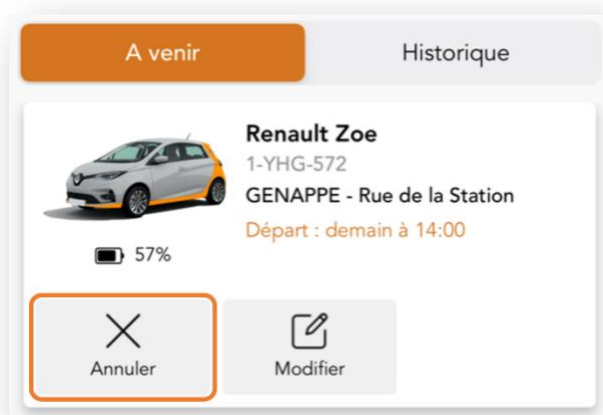 A venir
Historique
Renault Zoe
1-YHG-572
GENAPPE - Rue de la Station
Départ : demain à 14:00
57%
Annuler
Modifier